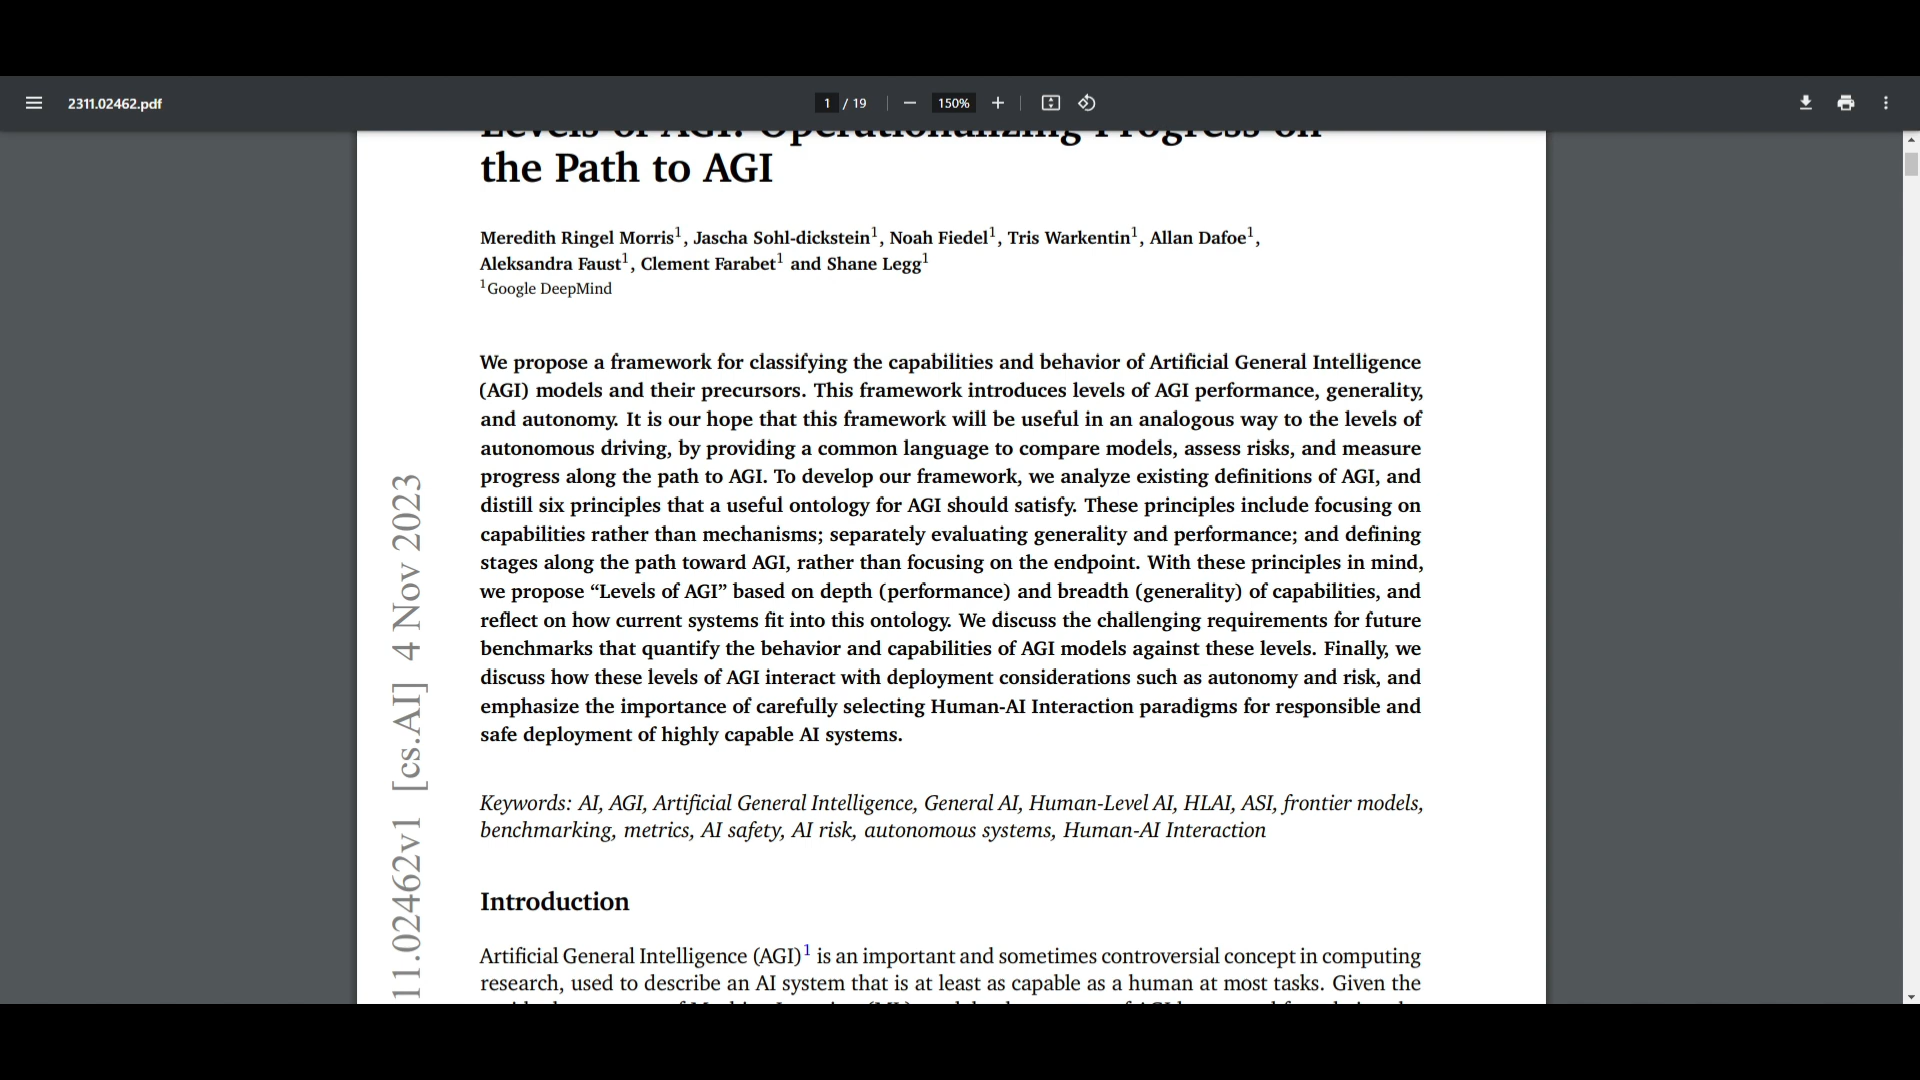 2311.02462.pdf
1 / 19
150%
Levels of AGI: Operationalizing Progress on
the Path to AGI
Meredith Ringel Morris1, Jascha Sohl-dickstein1, Noah Fiedel1, Tris Warkentin1, Allan Dafoe1,
Aleksandra Faust1, Clement Farabet1 and Shane Legg1
1Google DeepMind
We propose a framework for classifying the capabilities and behavior of Artificial General Intelligence
(AGI) models and their precursors. This framework introduces levels of AGI performance, generality,
and autonomy. It is our hope that this framework will be useful in an analogous way to the levels of
autonomous driving, by providing a common language to compare models, assess risks, and measure
progress along the path to AGI. To develop our framework, we analyze existing definitions of AGI, and
distill six principles that a useful ontology for AGI should satisfy. These principles include focusing on
capabilities rather than mechanisms; separately evaluating generality and performance; and defining
stages along the path toward AGI, rather than focusing on the endpoint. With these principles in mind,
we propose “Levels of AGI” based on depth (performance) and breadth (generality) of capabilities, and
reflect on how current systems fit into this ontology. We discuss the challenging requirements for future
benchmarks that quantify the behavior and capabilities of AGI models against these levels. Finally, we
discuss how these levels of AGI interact with deployment considerations such as autonomy and risk, and
emphasize the importance of carefully selecting Human-AI Interaction paradigms for responsible and
safe deployment of highly capable AI systems.
Keywords: AI, AGI, Artificial General Intelligence, General AI, Human-Level AI, HLAI, ASI, frontier models,
benchmarking, metrics, AI safety, AI risk, autonomous systems, Human-AI Interaction
Introduction
Artificial General Intelligence (AGI)1 is an important and sometimes controversial concept in computing
research, used to describe an AI system that is at least as capable as a human at most tasks. Given the
11.02462v1 [cs.AI] 4 Nov 2023